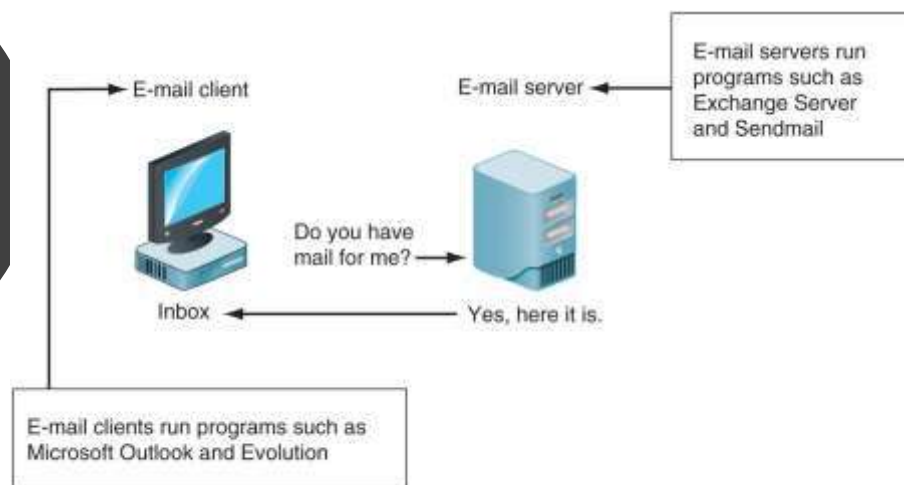 E-mail servers run
programs such as
Exchange Server
and Sendmail
E-mail client
E-mail server
Do you have
mail for me?
Inbox
Yes, here it is.
E-mail clients run programs such as
Microsoft Outlook and Evolution